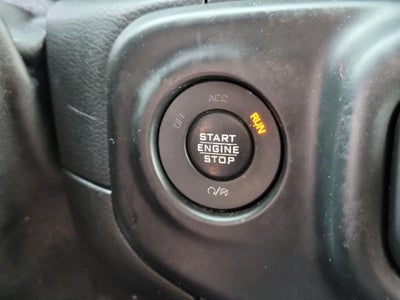 ACC
OFF
RUN
START
ENGINE
STOP